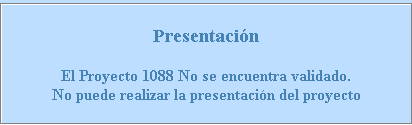 Presentación
El Proyecto 1088 No se encuentra validado.
No puede realizar la presentación del proyecto